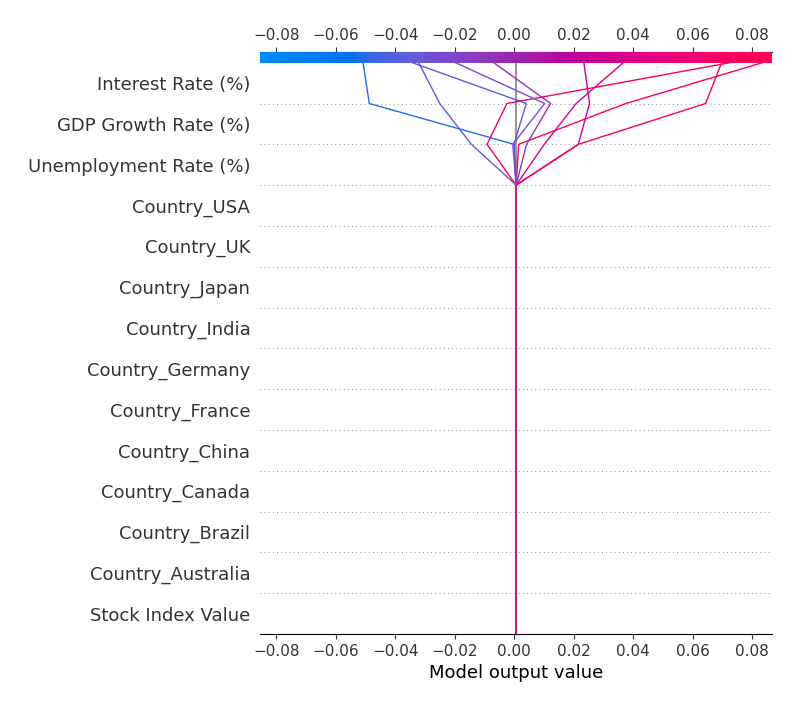 −0.08 −0.06 −0.04 −0.02 0.00 0.02 0.04 0.06 0.08
Interest Rate (%)
GDP Growth Rate (%)
Unemployment Rate (%)
Country_USA
Country_UK
Country_Japan
Country_India
Country_Germany
Country_France
Country_China
Country_Canada
Country_Brazil
Country_Australia
Stock Index Value
−0.08 −0.06 −0.04 −0.02 0.00 0.02 0.04 0.06 0.08
Model output value